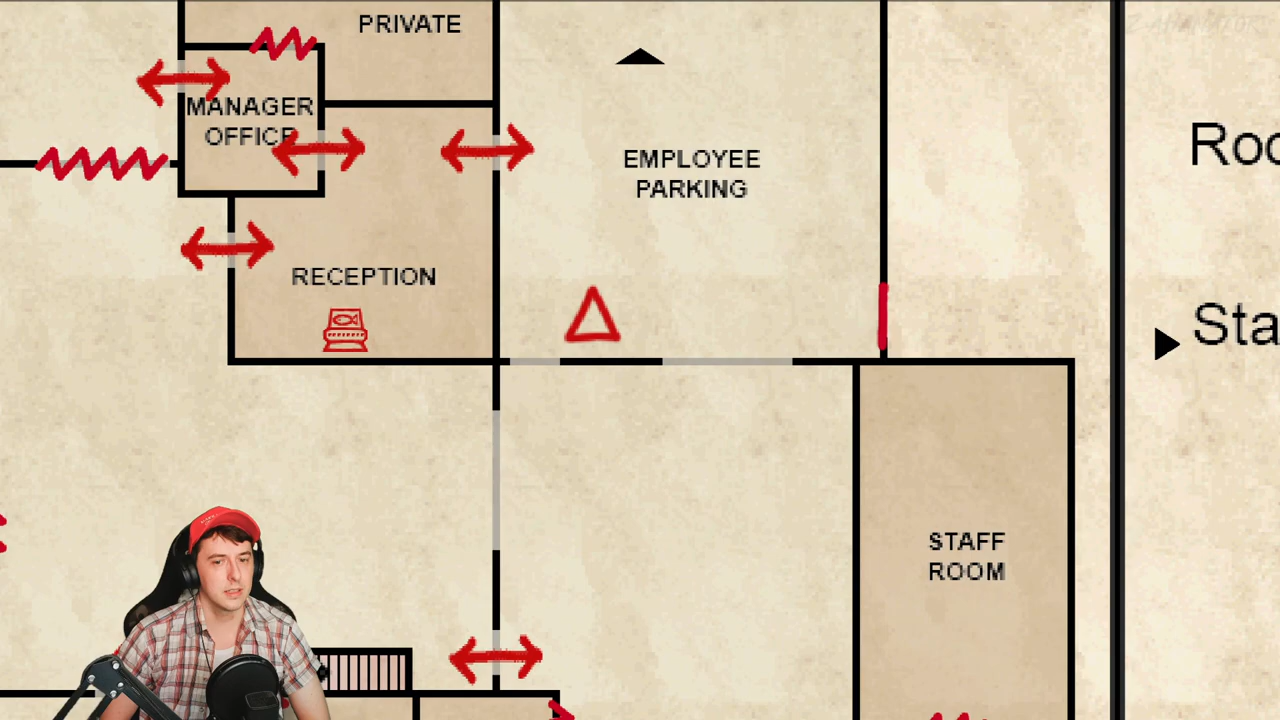 PRIVATE
MANAGER
OFFICE
EMPLOYEE
PARKING
RECEPTION
STAFF
ROOM
Roo
Sta